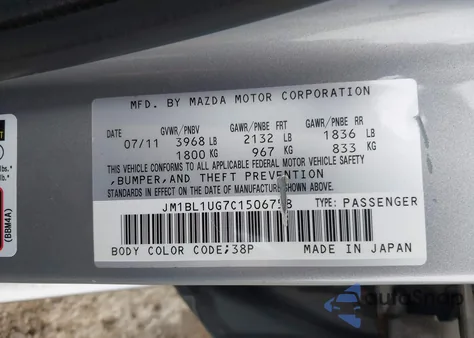 MFD. BY MAZDA MOTOR CORPORATION
GVWR/PNBV GAWR/PNBE FRT GAWR/PNBE RR
07/11 3968 LB 2132 LB 1836 LB
1800 KG 967 KG 833 KG
THIS VEHICLE CONFORMS TO ALL APPLICABLE FEDERAL MOTOR VEHICLE SAFETY
,BUMPER,AND THEFT PREVENTION
STANDARDS IN EFFECT ON THE DATE OF MANUFACTURE SHOWN ABOVE.
TYPE: PASSENGER
BODY COLOR CODE;38P MADE IN JAPAN
(BBM4A)
AutoSnap